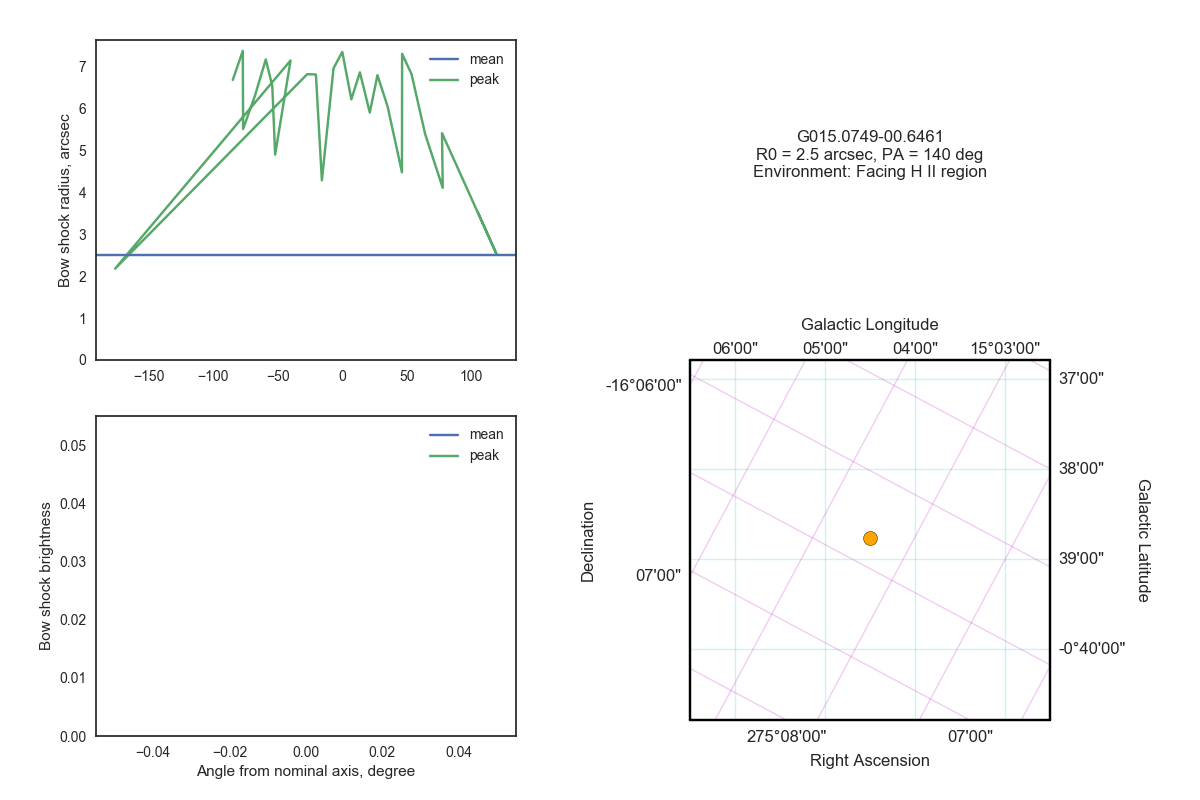 7
6
5
4
3
2
1
0
Bow shock radius, arcsec
mean
peak
−150
−100
−50
0
50
100
G015.0749-00.6461
R0 = 2.5 arcsec, PA = 140 deg
Environment: Facing H II region
0.05
0.04
0.03
0.02
0.01
0.00
Bow shock brightness
mean
peak
−0.04
−0.02
0.00
0.02
0.04
Angle from nominal axis, degree
Galactic Longitude
06'00"
05'00"
04'00"
15°03'00"
-16°06'00"
07'00"
Declination
37'00"
38'00"
39'00"
-0°40'00"
Galactic Latitude
275°08'00"
07'00"
Right Ascension